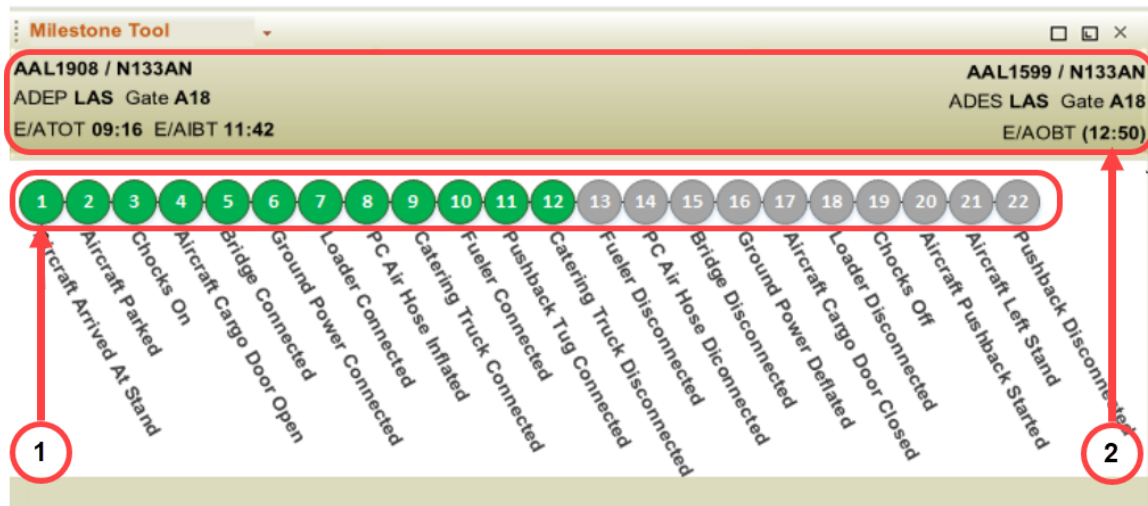 Milestone Tool
AAL1908 / N133AN
ADEP LAS Gate A18
E/ATOT 09:16 E/AIBT 11:42
AAL1599 / N133AN
ADES LAS Gate A18
E/AOBT (12:50)
1 2 3 4 5 6 7 8 9 10 11 12 13 14 15 16 17 18 19 20 21 22
Aircraft Arrived At Stand
Aircraft Parked
Chocks On
Aircraft Cargo Door Open
Bridge Connected
Ground Power Connected
Loader Connected
PC Air Hose Inflated
Catering Truck Connected
Fueler Connected
Pushback Tug Connected
Catering Truck Disconnected
Fueler Disconnected
PC Air Hose Diconnected
Bridge Disconnected
Ground Power Deflated
Aircraft Cargo Door Closed
Loader Disconnected
Chocks Off
Aircraft Pushback Started
Aircraft Left Stand
Pushback Disconnected
1
2